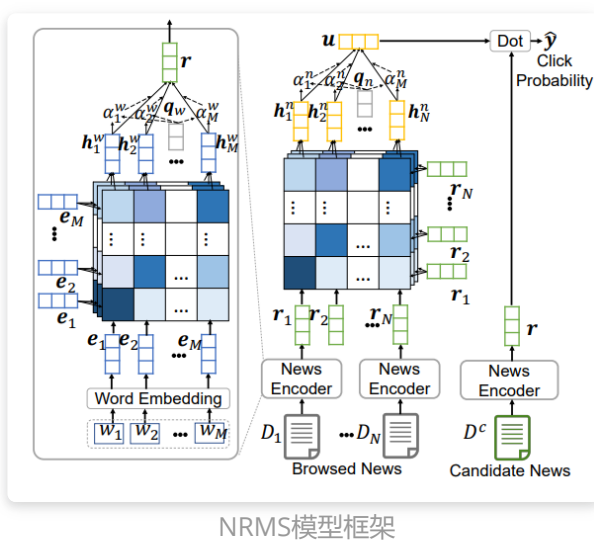 r
α₁ʷ α₂ʷ q_w α_Mʷ
h₁ʷ h₂ʷ ... h_Mʷ
e_M
⋮ ⋮ ⋮
e₂ ...
e₁ ...
e₁ e₂ ... e_M
Word Embedding
w₁ w₂ ... w_M
u Dot ŷ
Click
Probability
α₁ⁿ α₂ⁿ q_n α_Mⁿ
h₁ⁿ h₂ⁿ ... h_Nⁿ
r_N
⋮ ⋮ ⋮
... r₂
... r₁
r₁ r₂ ... r_N r
News Encoder
News Encoder
News Encoder
D₁ ... D_N Dᶜ
Browsed News
Candidate News
NRMS模型框架